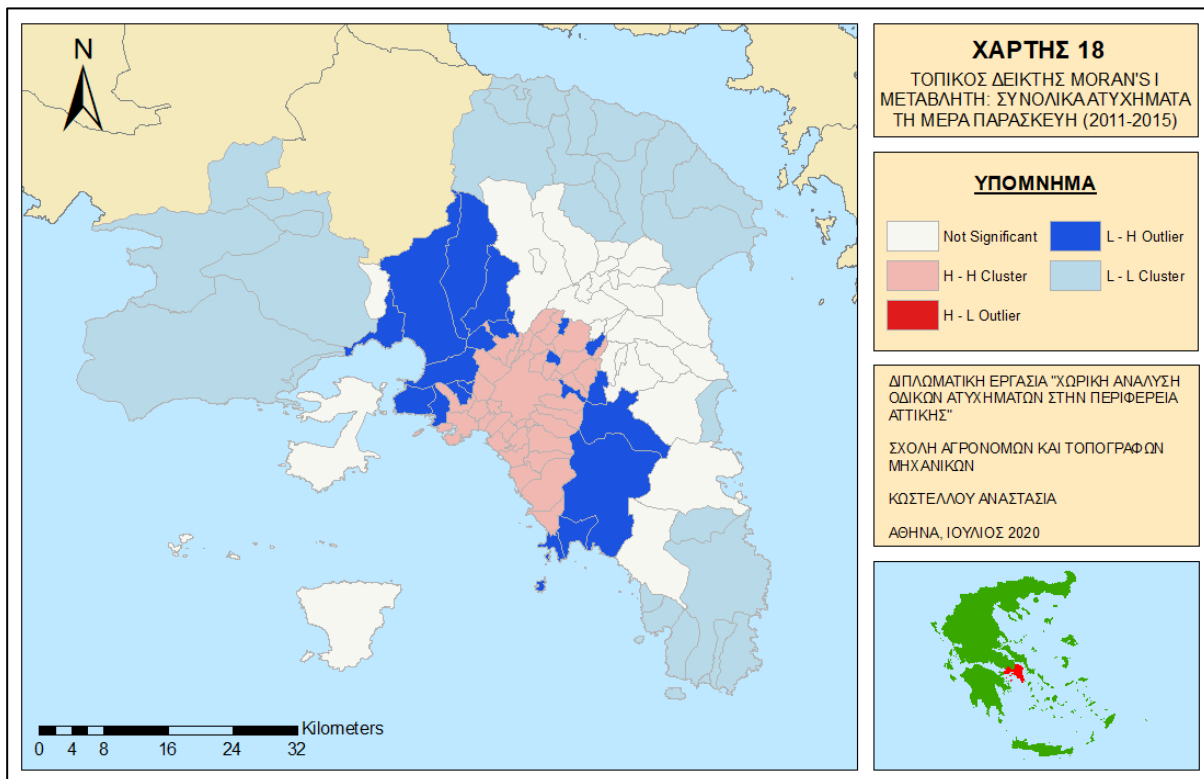 N
Kilometers
0 4 8 16 24 32
ΧΑΡΤΗΣ 18
ΤΟΠΙΚΟΣ ΔΕΙΚΤΗΣ MORAN'S I
ΜΕΤΑΒΛΗΤΗ: ΣΥΝΟΛΙΚΑ ΑΤΥΧΗΜΑΤΑ
ΤΗ ΜΕΡΑ ΠΑΡΑΣΚΕΥΗ (2011-2015)
ΥΠΟΜΝΗΜΑ
Not Significant
L - H Outlier
H - H Cluster
L - L Cluster
H - L Outlier
ΔΙΠΛΩΜΑΤΙΚΗ ΕΡΓΑΣΙΑ "ΧΩΡΙΚΗ ΑΝΑΛΥΣΗ
ΟΔΙΚΩΝ ΑΤΥΧΗΜΑΤΩΝ ΣΤΗΝ ΠΕΡΙΦΕΡΕΙΑ
ΑΤΤΙΚΗΣ"
ΣΧΟΛΗ ΑΓΡΟΝΟΜΩΝ ΚΑΙ ΤΟΠΟΓΡΑΦΩΝ
ΜΗΧΑΝΙΚΩΝ
ΚΩΣΤΕΛΛΟΥ ΑΝΑΣΤΑΣΙΑ
ΑΘΗΝΑ, ΙΟΥΛΙΟΣ 2020